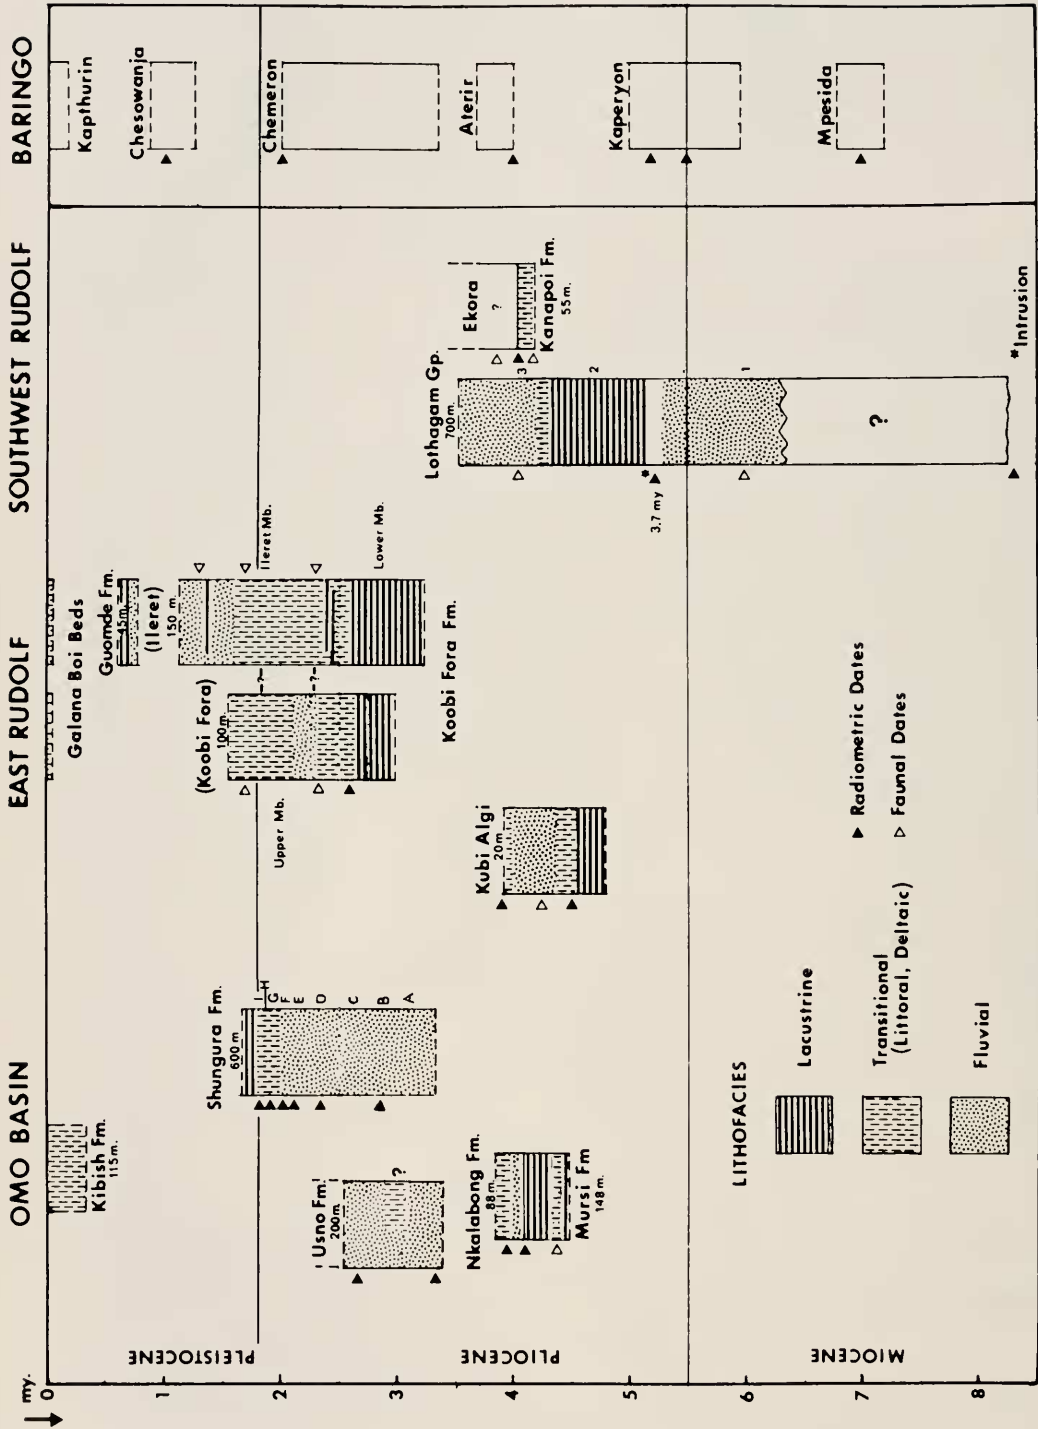 OMO BASIN
EAST RUDOLF
SOUTHWEST RUDOLF
BARINGO
my.
0
1
2
3
4
5
6
7
8
PLEISTOCENE
PLIOCENE
MIOCENE
Kibish Fm.
115m.
Usno Fm.
200m.
?
Shungura Fm.
600 m
I
H
G
F
E
D
C
B
A
Nkalabong Fm.
88m.
Mursi Fm
148m.
Galana Boi Beds
Guomde Fm.
45m.
(Ileret)
150 m.
Ileret Mb.
Lower Mb.
(Koobi Fora)
100m.
-?-
-?-
Upper Mb.
Koobi Fora Fm.
Kubi Algi
20m
Lothagam Gp.
700m.
3
2
1
3.7 my *
?
Ekora
?
Kanapoi Fm.
55 m.
*Intrusion
Kapthurin
Chesowanja
Chemeron
Aterir
Kaperyon
Mpesida
LITHOFACIES
Lacustrine
Transitional
(Littoral, Deltaic)
Fluvial
▲ Radiometric Dates
△ Faunal Dates